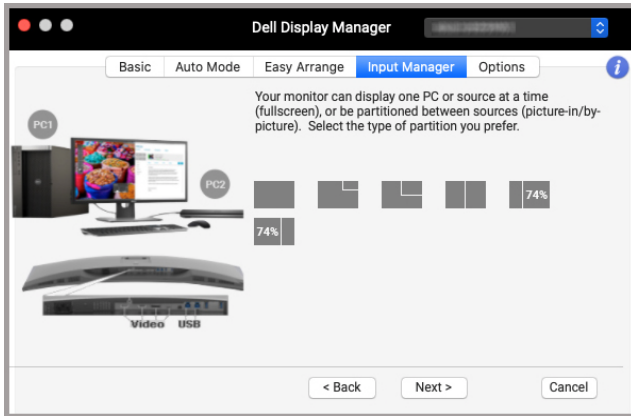 Dell Display Manager
Basic
Auto Mode
Easy Arrange
Input Manager
Options
i
Your monitor can display one PC or source at a time
(fullscreen), or be partitioned between sources (picture-in/by-
picture). Select the type of partition you prefer.
PC1
PC2
74%
74%
Video
USB
< Back
Next >
Cancel